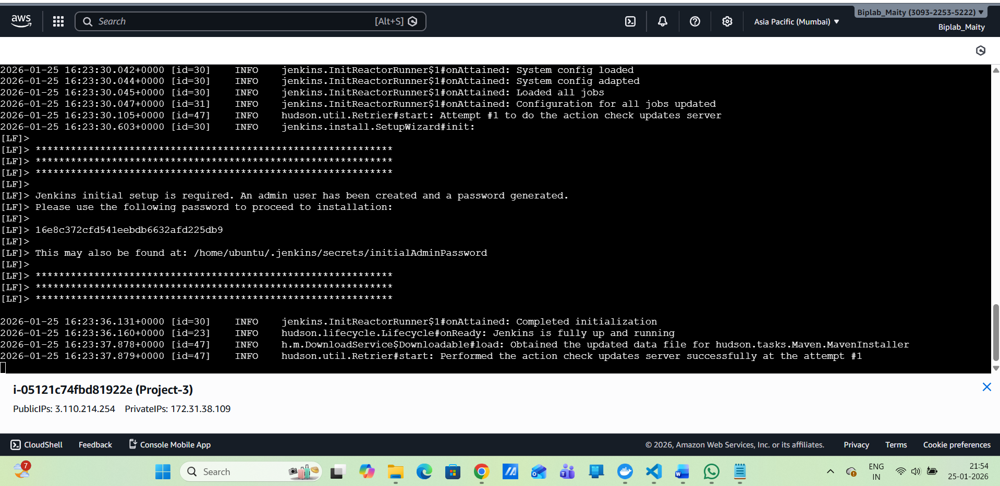 aws
Search [Alt+S]
Asia Pacific (Mumbai) ▼
Biplab_Maity (3093-2253-5222) ▼
Biplab_Maity
2026-01-25 16:23:30.042+0000 [id=30] INFO jenkins.InitReactorRunner$1#onAttained: System config loaded
2026-01-25 16:23:30.044+0000 [id=30] INFO jenkins.InitReactorRunner$1#onAttained: System config adapted
2026-01-25 16:23:30.045+0000 [id=30] INFO jenkins.InitReactorRunner$1#onAttained: Loaded all jobs
2026-01-25 16:23:30.047+0000 [id=31] INFO jenkins.InitReactorRunner$1#onAttained: Configuration for all jobs updated
2026-01-25 16:23:30.105+0000 [id=47] INFO hudson.util.Retrier#start: Attempt #1 to do the action check updates server
2026-01-25 16:23:30.603+0000 [id=30] INFO jenkins.install.SetupWizard#init:
[LF]>
[LF]> *************************************************************
[LF]> *************************************************************
[LF]> *************************************************************
[LF]>
[LF]> Jenkins initial setup is required. An admin user has been created and a password generated.
[LF]> Please use the following password to proceed to installation:
[LF]>
[LF]> 16e8c372cfd541eebdb6632afd225db9
[LF]>
[LF]> This may also be found at: /home/ubuntu/.jenkins/secrets/initialAdminPassword
[LF]>
[LF]> *************************************************************
[LF]> *************************************************************
[LF]> *************************************************************
2026-01-25 16:23:36.131+0000 [id=30] INFO jenkins.InitReactorRunner$1#onAttained: Completed initialization
2026-01-25 16:23:36.160+0000 [id=23] INFO hudson.lifecycle.Lifecycle#onReady: Jenkins is fully up and running
2026-01-25 16:23:37.878+0000 [id=47] INFO h.m.DownloadService$Downloadable#load: Obtained the updated data file for hudson.tasks.Maven.MavenInstaller
2026-01-25 16:23:37.879+0000 [id=47] INFO hudson.util.Retrier#start: Performed the action check updates server successfully at the attempt #1
i-05121c74fbd81922e (Project-3)
PublicIPs: 3.110.214.254 PrivateIPs: 172.31.38.109
CloudShell Feedback Console Mobile App © 2026, Amazon Web Services, Inc. or its affiliates. Privacy Terms Cookie preferences
7
Search
ENG
IN
21:54
25-01-2026